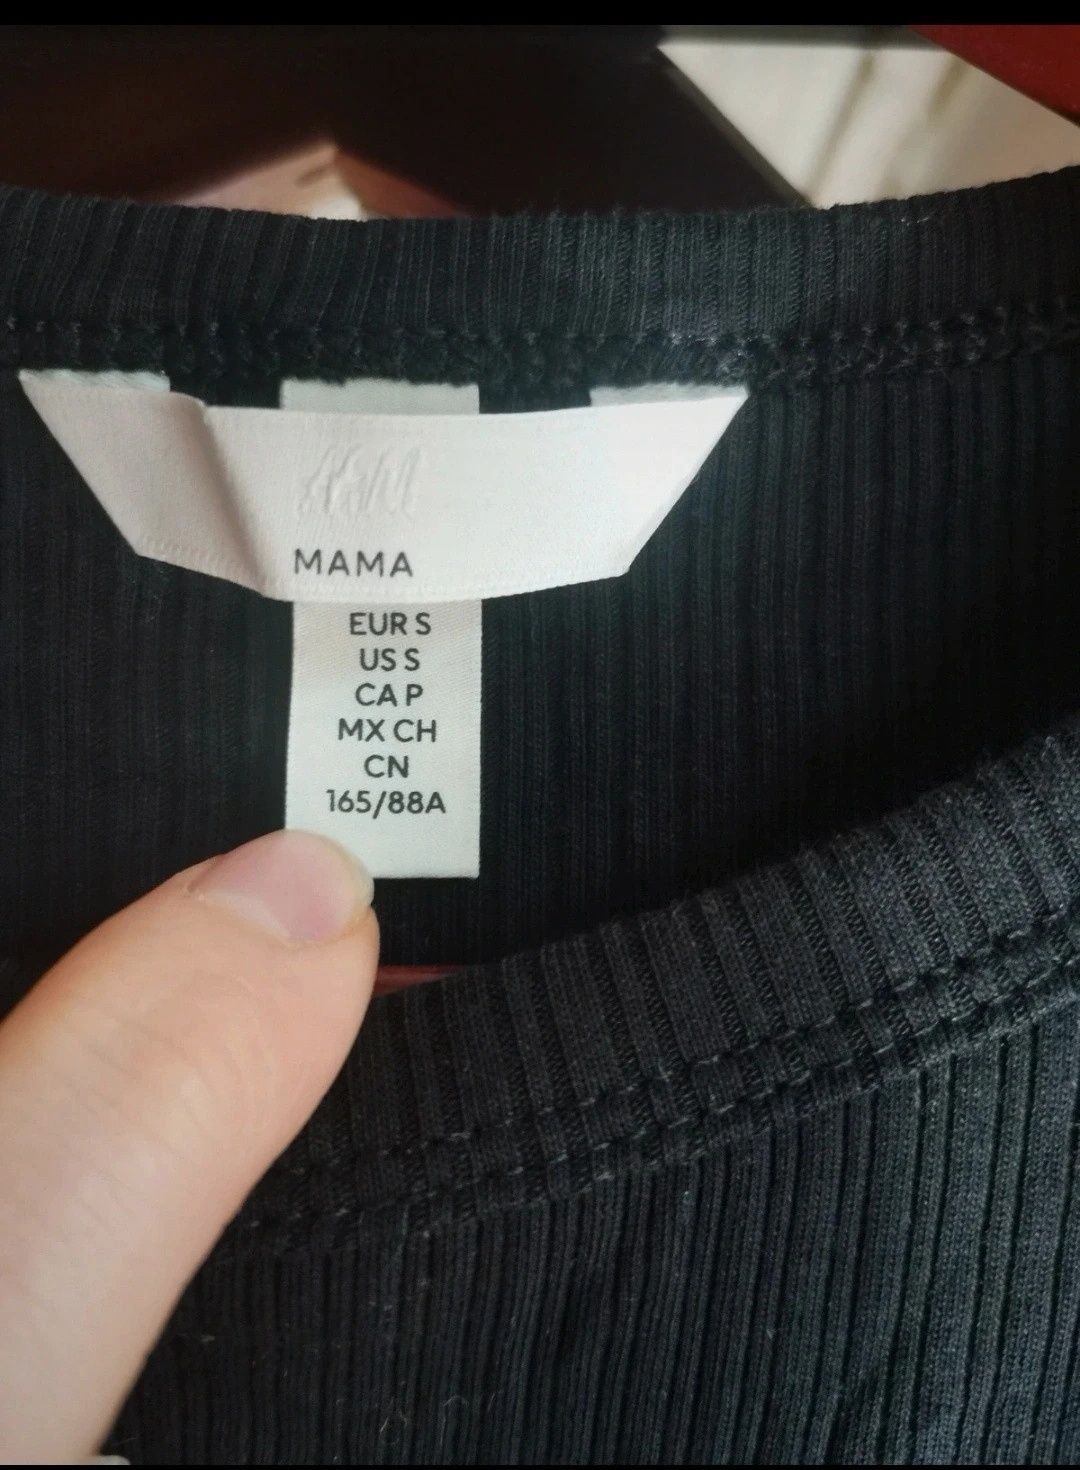 H&M
MAMA
EUR S
US S
CA P
MX CH
CN
165/88A